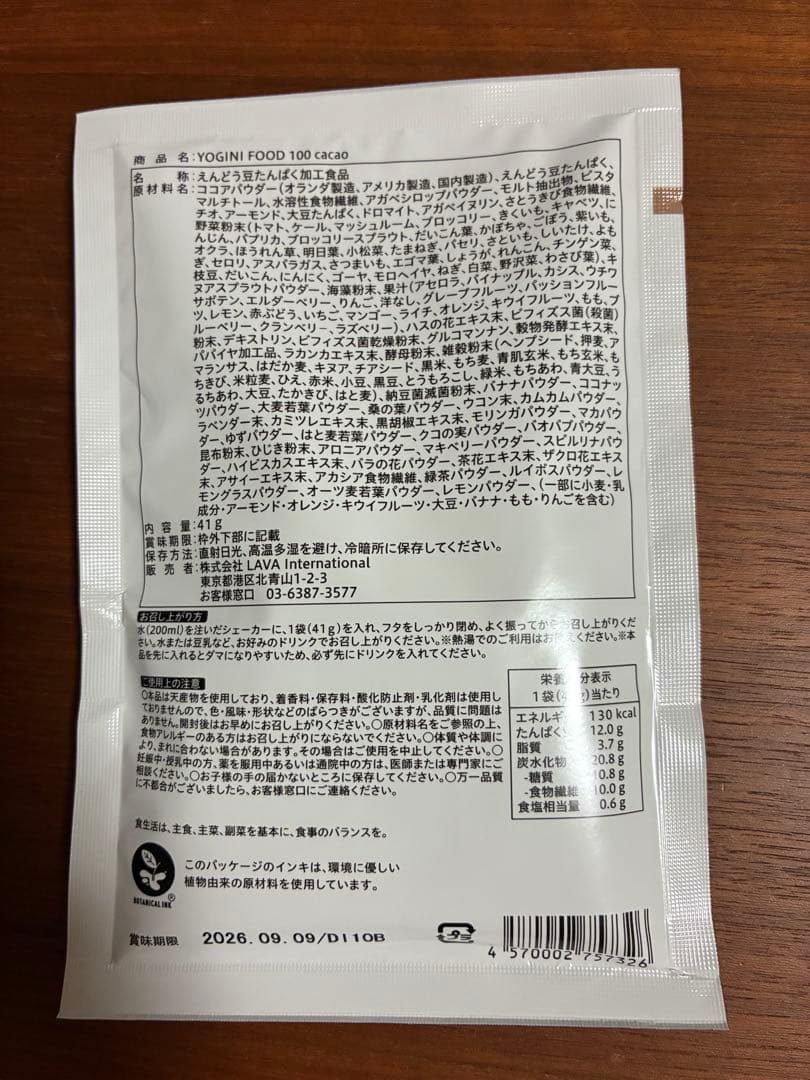 商品名:YOGINI FOOD 100 cacao
名称:えんどう豆たんぱく加工食品
原材料名:ココアパウダー(オランダ製造、アメリカ製造、国内製造)、えんどう豆たんぱく、
マルチトール、水溶性食物繊維、アガベシロップパウダー、モルト抽出物、ピスタ
チオ、アーモンド、大豆たんぱく、ドロマイト、アガベイヌリン、さとうきび食物繊維、
野菜粉末(トマト、ケール、マッシュルーム、ブロッコリー、きくいも、キャベツ、に
んじん、パプリカ、ブロッコリースプラウト、だいこん葉、かぼちゃ、ごぼう、紫いも、
オクラ、ほうれん草、明日葉、小松菜、たまねぎ、パセリ、さといも、しいたけ、よも
ぎ、セロリ、アスパラガス、さつまいも、エゴマ葉、しょうが、れんこん、チンゲン菜、
枝豆、だいこん、にんにく、ゴーヤ、モロヘイヤ、ねぎ、白菜、野沢菜、わさび葉)、キ
ヌアスプラウトパウダー、海藻粉末、果汁(アセロラ、パイナップル、カシス、ウチワ
サボテン、エルダーベリー、りんご、洋なし、グレープフルーツ、パッションフルー
ツ、レモン、赤ぶどう、いちご、マンゴー、ライチ、オレンジ、キウイフルーツ、もも、ブ
ルーベリー、クランベリー、ラズベリー)、ハスの花エキス末、ビフィズス菌(殺菌)
粉末、デキストリン、ビフィズス菌乾燥粉末、グルコマンナン、穀物発酵エキス末、
パパイヤ加工品、ラカンカエキス末、酵母粉末、雑穀粉末(ヘンプシード、押麦、ア
マランサス、はだか麦、キヌア、チアシード、黒米、もち麦、青肌玄米、もち玄米、も
ちきび、米粒麦、ひえ、赤米、小豆、黒豆、とうもろこし、緑米、もちあわ、青大豆、う
るちあわ、大豆、たかきび、はと麦)、納豆菌滅菌粉末、バナナパウダー、ココナッ
ツパウダー、大麦若葉パウダー、桑の葉パウダー、ウコン末、カムカムパウダー、
ラベンダー末、カミツレエキス末、黒胡椒エキス末、モリンガパウダー、マカパウ
ダー、ゆずパウダー、はと麦若葉パウダー、クコの実パウダー、バオバブパウダー、
昆布粉末、ひじき粉末、アロニアパウダー、マキベリーパウダー、スピルリナパウ
ダー、ハイビスカスエキス末、バラの花パウダー、茶花エキス末、ザクロ花エキス
末、アサイーエキス末、アカシア食物繊維、緑茶パウダー、ルイボスパウダー、レ
モングラスパウダー、オーツ麦若葉パウダー、レモンパウダー、(一部に小麦・乳
成分・アーモンド・オレンジ・キウイフルーツ・大豆・バナナ・もも・りんごを含む)
内容量:41g
賞味期限:枠外下部に記載
保存方法:直射日光、高温多湿を避け、冷暗所に保存してください。
販売者:株式会社 LAVA International
東京都港区北青山1-2-3
お客様窓口 03-6387-3577
お召し上がり方
水(200ml)を注いだシェーカーに、1袋(41g)を入れ、フタをしっかり閉め、よく振ってからお召し上がりくだ
さい。水または豆乳など、お好みのドリンクでお召し上がりください。※熱湯でのご利用はお えください。※本
品を先に入れるとダマになりやすいため、必ず先にドリンクを入れてください。
ご使用上の注意
〇本品は天産物を使用しており、着香料・保存料・酸化防止剤・乳化剤は使用し
ておりませんので、色・風味・形状などのばらつきがございますが、品質に問題は
ありません。開封後はお早めにお召し上がりください。〇原材料名をご参照の上、
食物アレルギーのある方はお召し上がりにならないでください。〇体質や体調に
より、まれに合わない場合があります。その場合はご使用を中止してください。〇
妊娠中・授乳中の方、薬を服用中あるいは通院中の方は、医師または専門家にご
相談ください。〇お子様の手の届かないところに保存してください。〇万一品質
に不都合がございましたら、お客様窓口にご連絡ください。
栄養 分表示
1袋(4 g)当たり
エネルギ 130 kcal
たんぱく 12.0 g
脂質 3.7 g
炭水化物 20.8 g
-糖質 10.8 g
-食物繊維 10.0 g
食塩相当量 0.6 g
食生活は、主食、主菜、副菜を基本に、食事のバランスを。
BOTANICAL INK®
このパッケージのインキは、環境に優しい
植物由来の原材料を使用しています。
賞味期限 2026.09.09/D110B
4 570002 757326